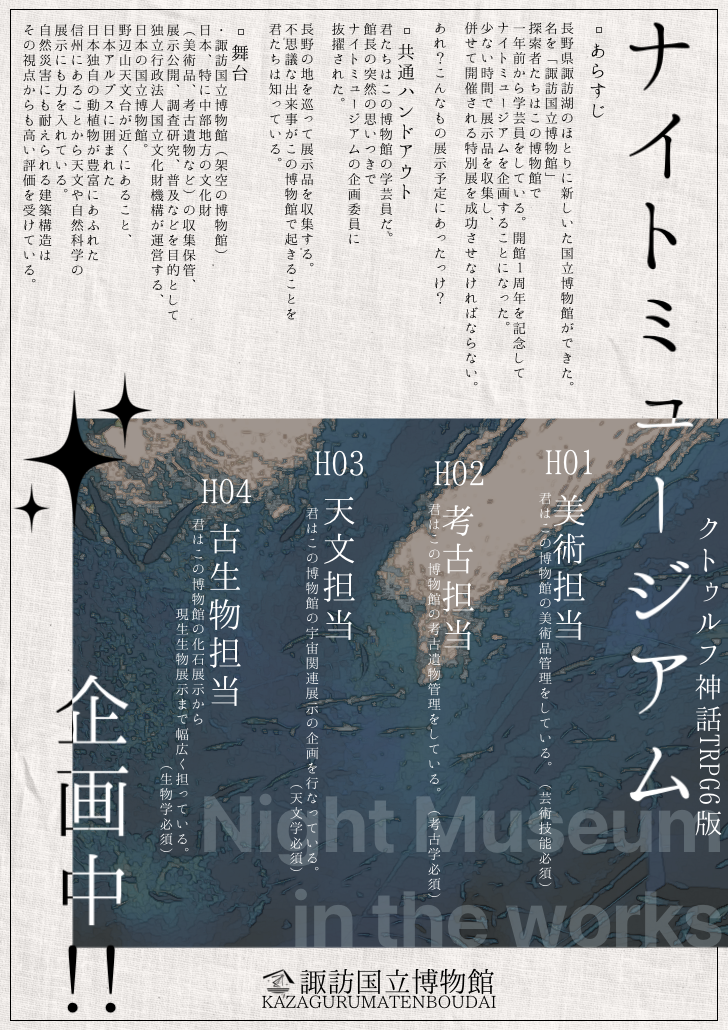 ナイトミュージアム
クトゥルフ神話TRPG6版
▫あらすじ
長野県諏訪湖のほとりに新しいた国立博物館ができた。
名を「諏訪国立博物館」
探索者たちはこの博物館で
一年前から学芸員をしている。開館1周年を記念して
ナイトミュージアムを企画することになった。
少ない時間で展示品を収集し、
併せて開催される特別展を成功させなければならない。
あれ？こんなもの展示予定にあったっけ？
▫共通ハンドアウト
君たちはこの博物館の学芸員だ。
館長の突然の思いつきで
ナイトミュージアムの企画委員に
抜擢された。
長野の地を巡って展示品を収集する。
不思議な出来事がこの博物館で起きることを
君たちは知っている。
▫舞台
・諏訪国立博物館（架空の博物館）
日本、特に中部地方の文化財
（美術品、考古遺物など）の収集保管、
展示公開、調査研究、普及などを目的として
独立行政法人国立文化財機構が運営する、
日本の国立博物館。
野辺山天文台が近くにあること、
日本アルプスに囲まれた
日本独自の動植物が豊富にあふれた
信州にあることから天文や自然科学の
展示にも力を入れている。
自然災害にも耐えられる建築構造は
その視点からも高い評価を受けている。
H01
美術担当
君はこの博物館の美術品管理をしている。
（芸術技能必須）
H02
考古担当
君はこの博物館の考古遺物管理をしている。
（考古学必須）
H03
天文担当
君はこの博物館の宇宙関連展示の企画を行なっている。
（天文学必須）
H04
古生物担当
君はこの博物館の化石展示から
現生生物展示まで幅広く担っている。
（生物学必須）
企画中!!
Night Museum
in the works
諏訪国立博物館
KAZAGURUMATENBOUDAI